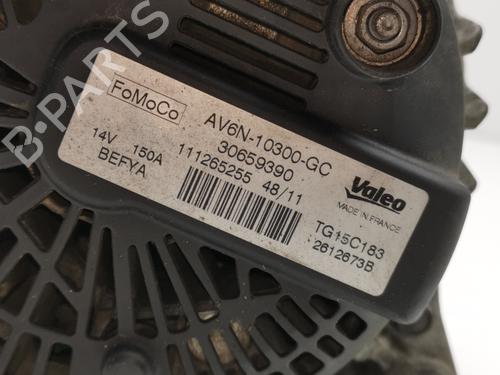 FoMoCo
AV6N-10300-GC
30659390
14V 150A 111265255 48/11
BEFYA
Valeo
MADE IN FRANCE
TG15C183
2612673B
B-PARTS